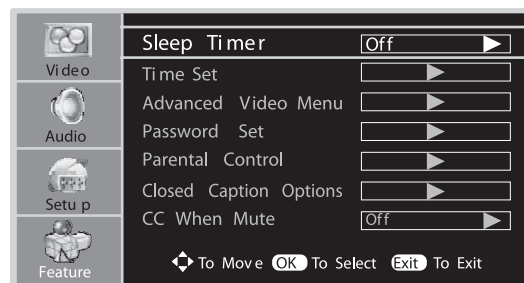 Video
Audio
Setup
Feature
Sleep Timer Off
Time Set
Advanced Video Menu
Password Set
Parental Control
Closed Caption Options
CC When Mute Off
To Move OK To Select Exit To Exit